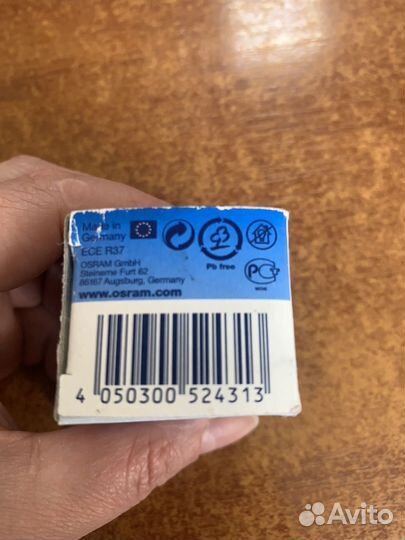 Made in
Germany
ECE R37
OSRAM GmbH
Steinerne Furt 62
86167 Augsburg, Germany
www.osram.com
Pb free
4 050300 524313
Avito